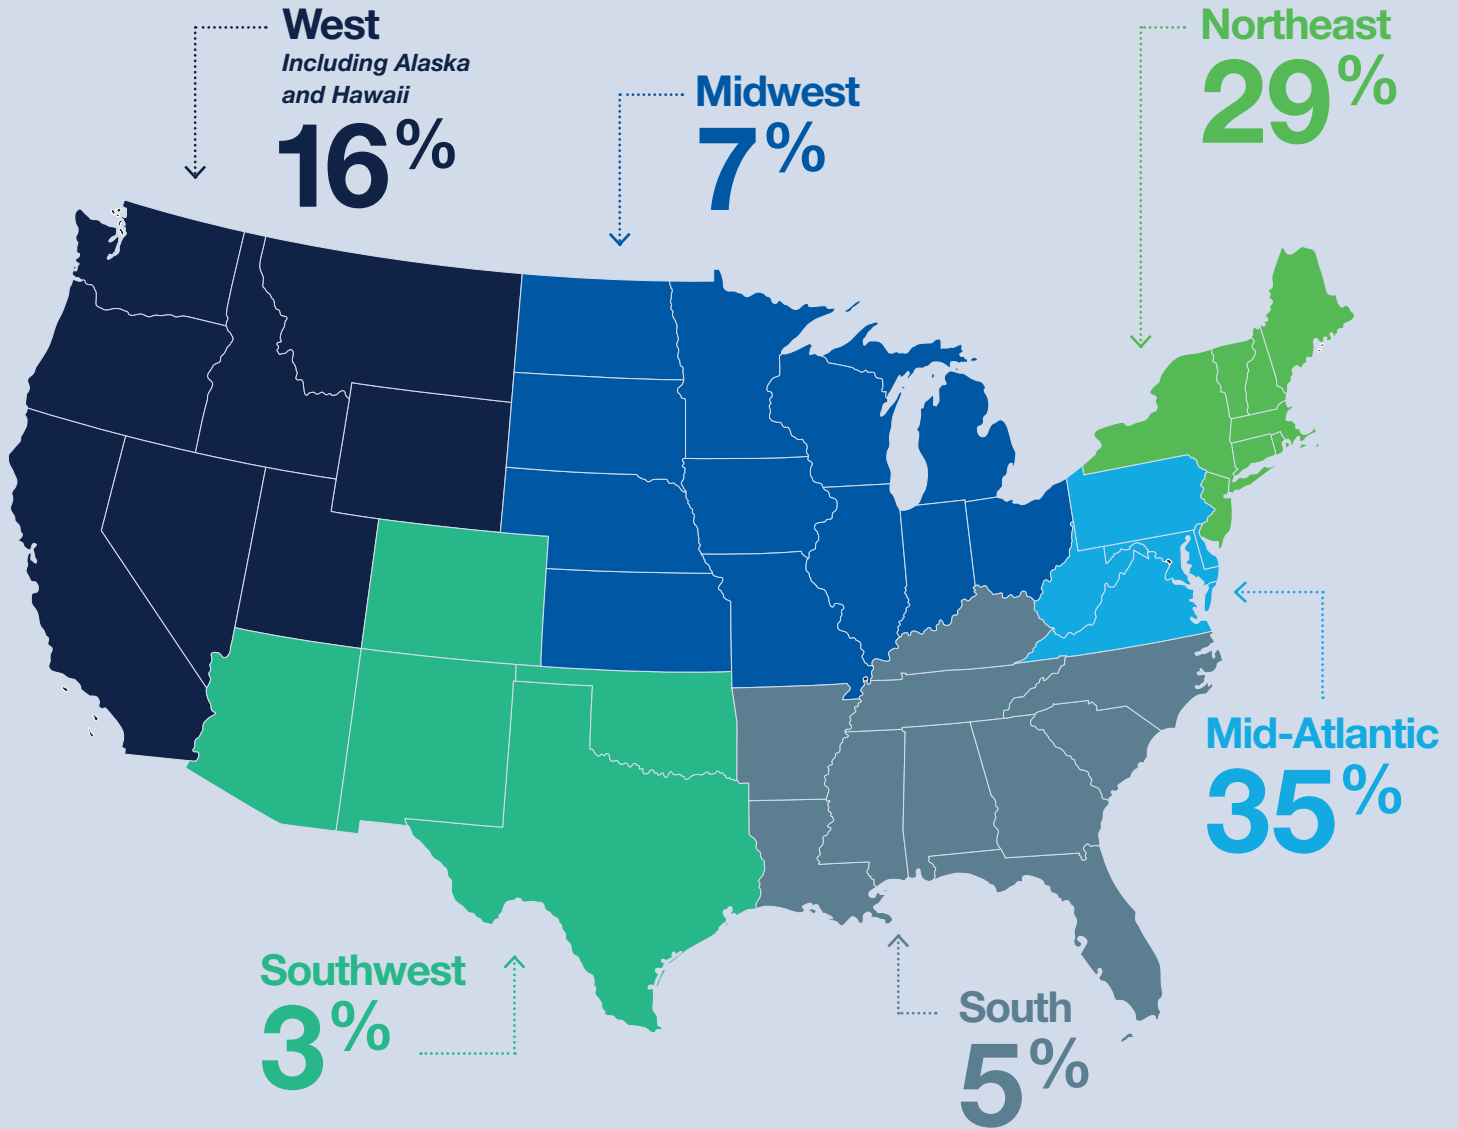 West
Including Alaska
and Hawaii
16%
Midwest
7%
Northeast
29%
Mid-Atlantic
35%
Southwest
3%
South
5%